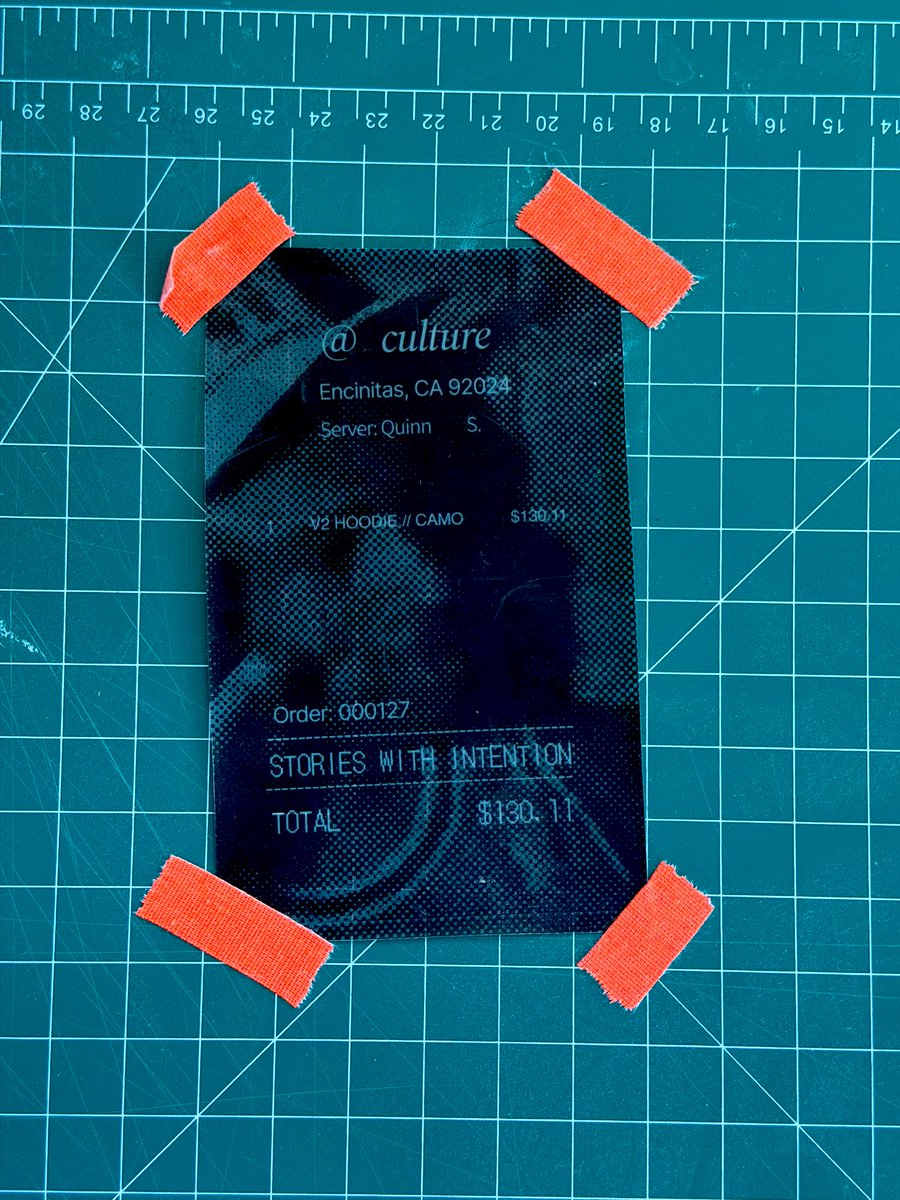 29 28 27 26 25 24 23 22 21 20 19 18 17 16 15 14
@ culture
Encinitas, CA 92024
Server: Quinn S.
1 V2 HOODIE // CAMO $130.11
Order: 000127
STORIES WITH INTENTION
TOTAL $130.11